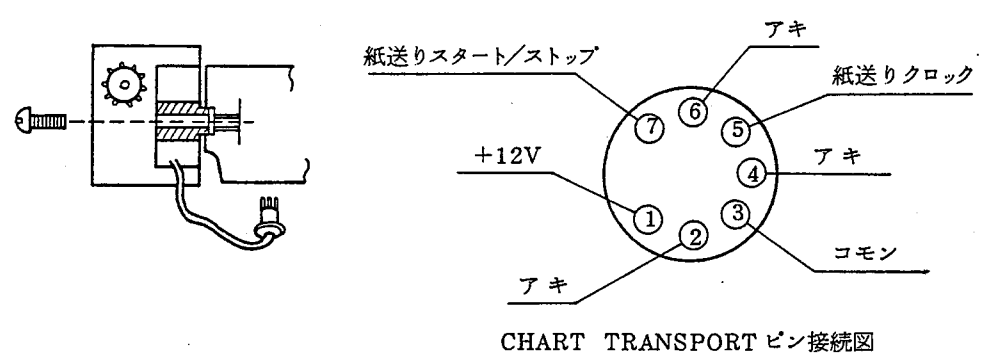 アキ
紙送りスタート/ストップ
紙送りクロック
6
7
5
+12V
アキ
4
1
3
2
コモン
アキ
CHART TRANSPORT ピン接続図